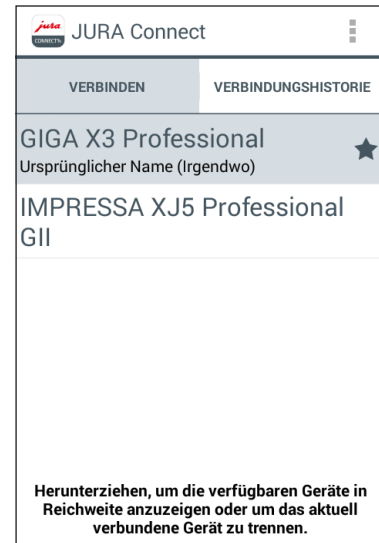 jura
CONNECT%
JURA Connect
VERBINDEN
VERBINDUNGSHISTORIE
GIGA X3 Professional
Ursprünglicher Name (Irgendwo)
IMPRESSA XJ5 Professional
GII
Herunterziehen, um die verfügbaren Geräte in
Reichweite anzuzeigen oder um das aktuell
verbundene Gerät zu trennen.